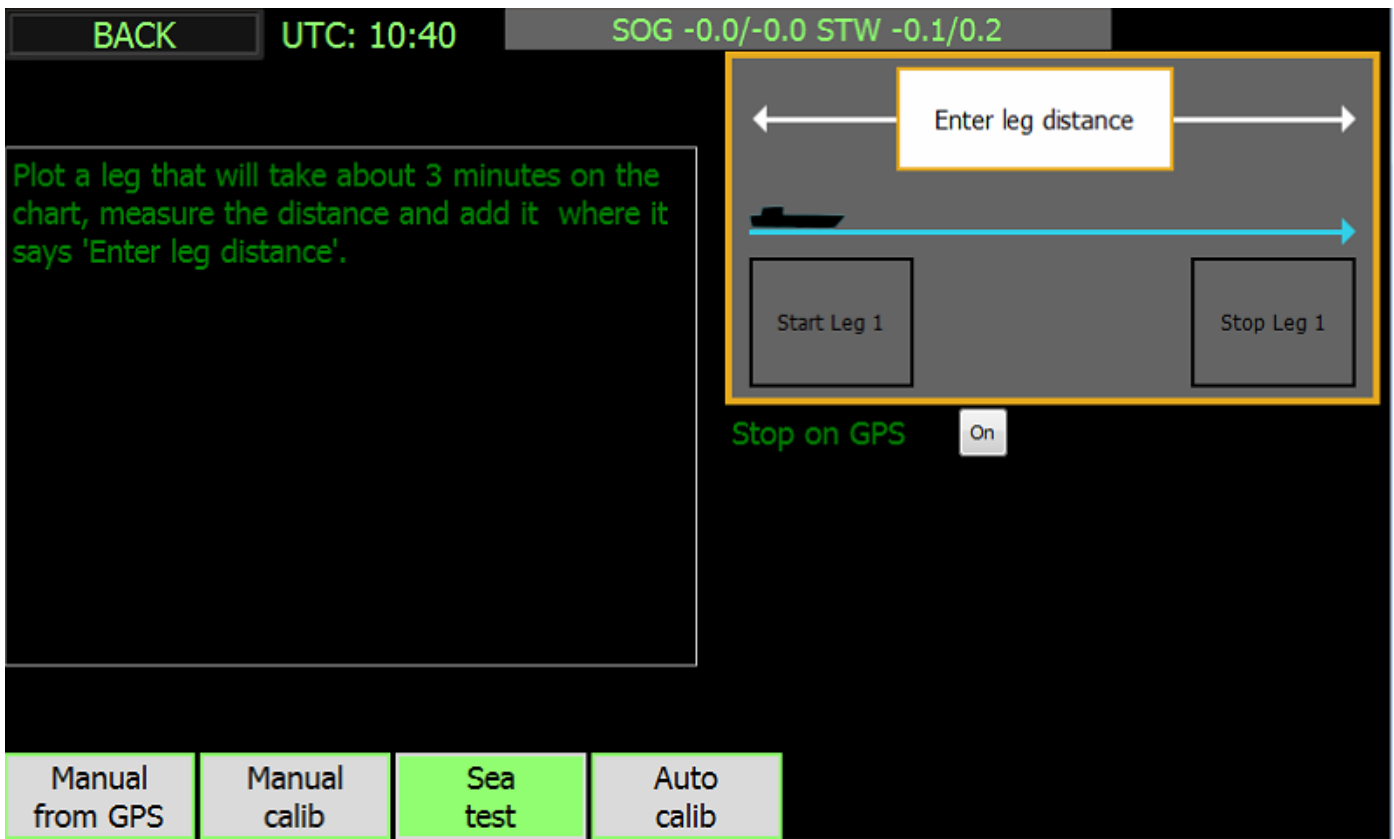 BACK
UTC: 10:40
SOG -0.0/-0.0 STW -0.1/0.2
Plot a leg that will take about 3 minutes on the
chart, measure the distance and add it  where it
says 'Enter leg distance'.
Enter leg distance
Start Leg 1
Stop Leg 1
Stop on GPS
On
Manual
from GPS
Manual
calib
Sea
test
Auto
calib